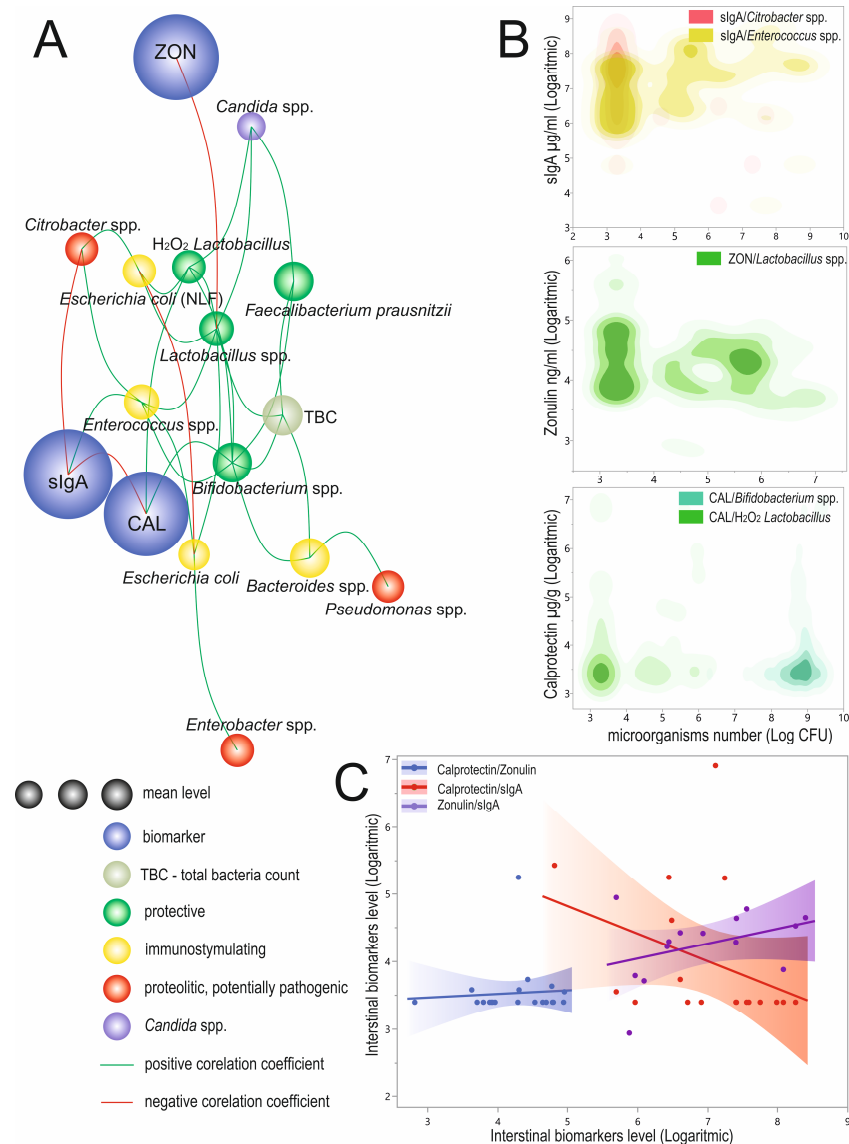 A
ZON
Candida spp.
Citrobacter spp.
H2O2 Lactobacillus
Escherichia coli (NLF)
Faecalibacterium prausnitzii
Lactobacillus spp.
Enterococcus spp.
TBC
sIgA
Bifidobacterium spp.
CAL
Escherichia coli
Bacteroides spp.
Pseudomonas spp.
Enterobacter spp.
mean level
biomarker
TBC - total bacteria count
protective
immunostymulating
proteolitic, potentially pathogenic
Candida spp.
positive corelation coefficient
negative corelation coefficient
B
sIgA/Citrobacter spp.
sIgA/Enterococcus spp.
sIgA µg/ml (Logaritmic)
9
8
7
6
5
4
3
2 3 4 5 6 7 8 9 10
ZON/Lactobacillus spp.
Zonulin ng/ml (Logaritmic)
6
5
4
3
3 4 5 6 7
CAL/Bifidobacterium spp.
CAL/H2O2 Lactobacillus
Calprotectin µg/g (Logaritmic)
7
6
5
4
3
3 4 5 6 7 8 9 10
microorganisms number (Log CFU)
C
Calprotectin/Zonulin
Calprotectin/sIgA
Zonulin/sIgA
Interstinal biomarkers level (Logaritmic)
7
6
5
4
3
2
3 4 5 6 7 8 9
Interstinal biomarkers level (Logaritmic)